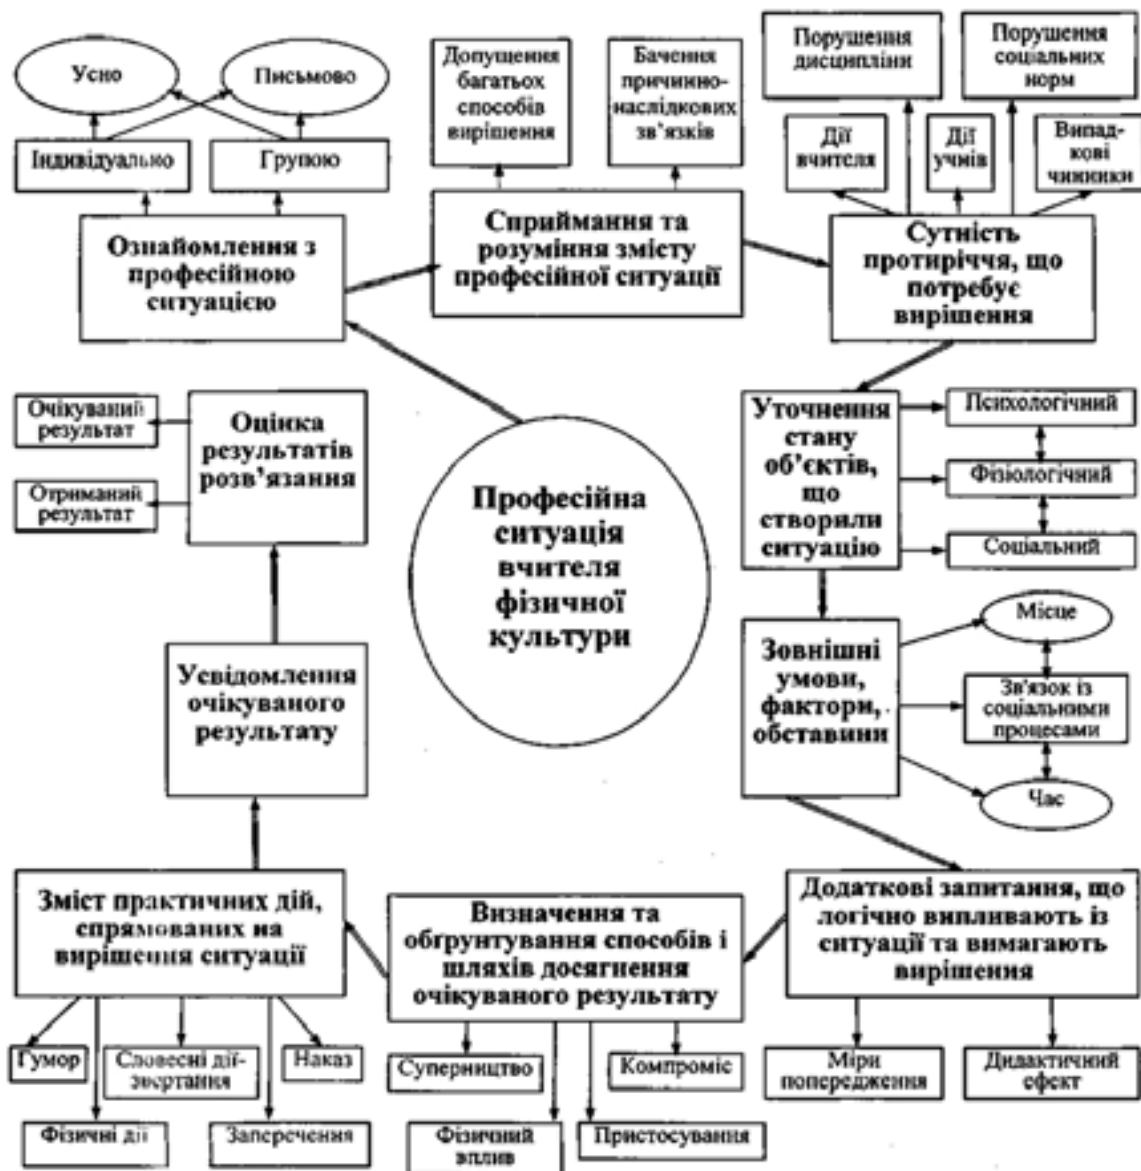 Усно
Письмово
Індивідуально
Групою
Ознайомлення з
професійною
ситуацією
Допущення
багатьох
способів
вирішення
Бачення
причинно-
наслідкових
зв’язків
Сприймання та
розуміння змісту
професійної ситуації
Порушення
дисципліни
Порушення
соціальних
норм
Дії
вчителя
Дії
учнів
Випад-
кові
чинники
Сутність
протиріччя, що
потребує
вирішення
Уточнення
стану
об’єктів,
що
створили
ситуацію
Психологічний
Фізіологічний
Соціальний
Зовнішні
умови,
фактори,
обставини
Місце
Зв'язок із
соціальними
процесами
Час
Додаткові запитання, що
логічно випливають із
ситуації та вимагають
вирішення
Міри
попередження
Дидактичний
ефект
Визначення та
обґрунтування способів і
шляхів досягнення
очікуваного результату
Суперництво
Компроміс
Фізичний
вплив
Пристосування
Зміст практичних дій,
спрямованих на
вирішення ситуації
Гумор
Словесні дії-
звертання
Наказ
Фізичні дії
Заперечення
Усвідомлення
очікуваного
результату
Оцінка
результатів
розв’язання
Очікуваний
результат
Отриманий
результат
Професійна
ситуація
вчителя
фізичної
культури